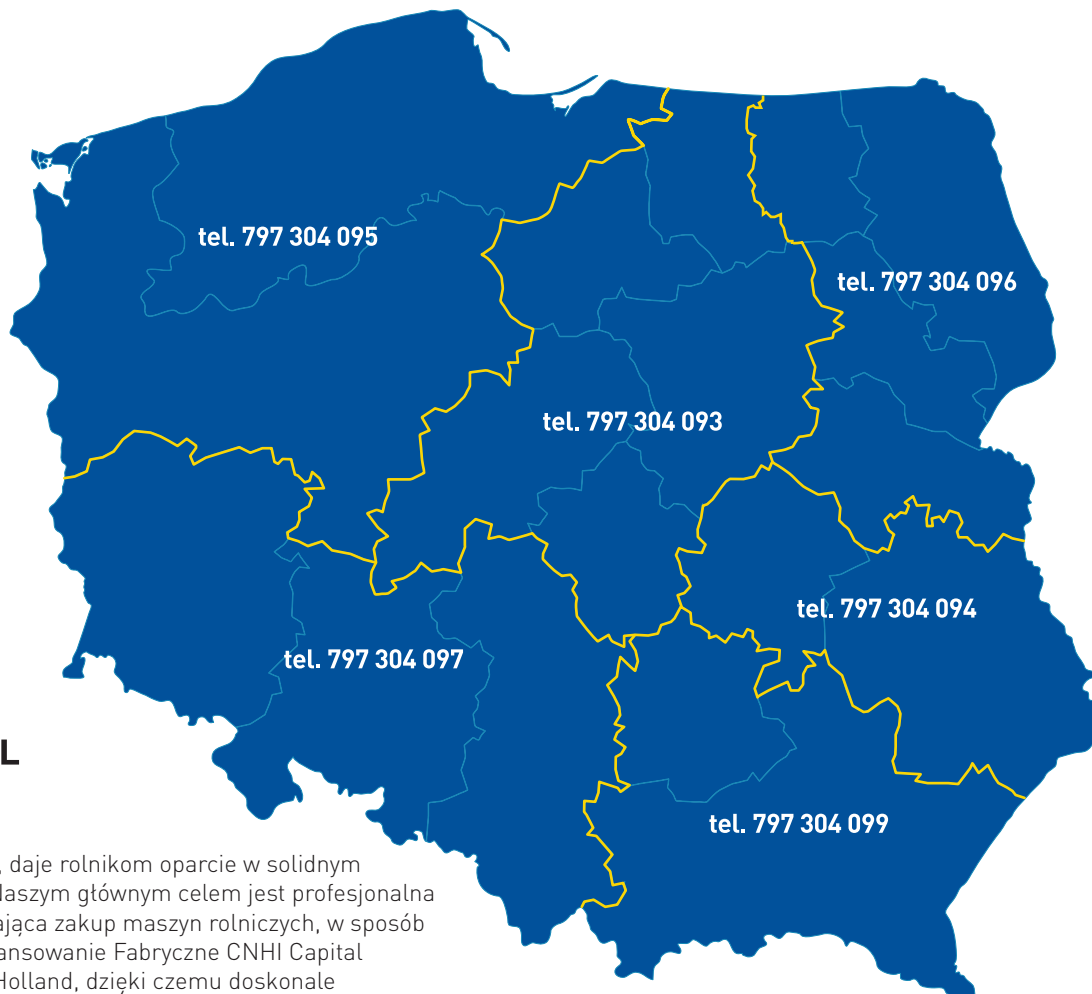 tel. 797 304 095
tel. 797 304 096
tel. 797 304 093
tel. 797 304 094
tel. 797 304 097
L
tel. 797 304 099
, daje rolnikom oparcie w solidnym
Naszym głównym celem jest profesjonalna
ająca zakup maszyn rolniczych, w sposób
ansowanie Fabryczne CNHI Capital
Holland, dzięki czemu doskonale